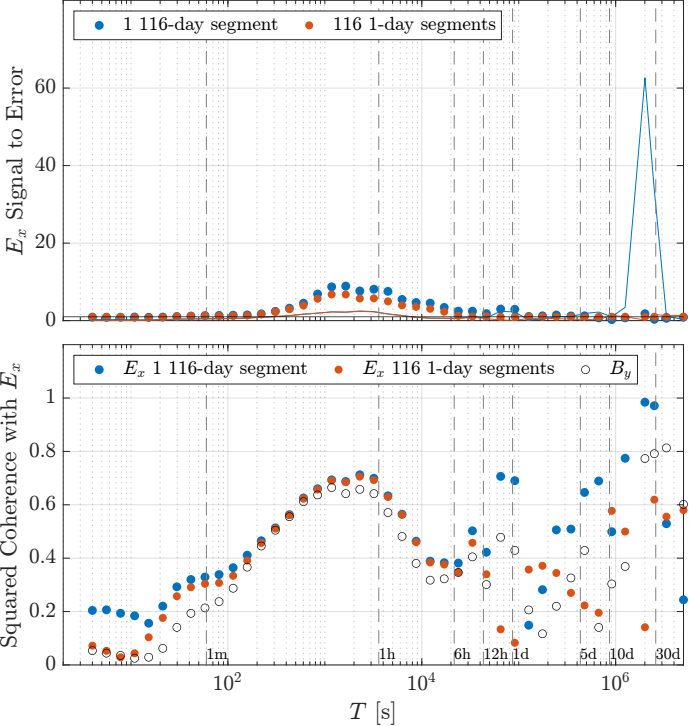 1 116-day segment 116 1-day segments
60
40
20
0
E_x Signal to Error
E_x 1 116-day segment E_x 116 1-day segments B_y
1
0.8
0.6
0.4
0.2
0
Squared Coherence with E_x
1m 1h 6h 12h 1d 5d 10d 30d
10^2 10^4 10^6
T [s]